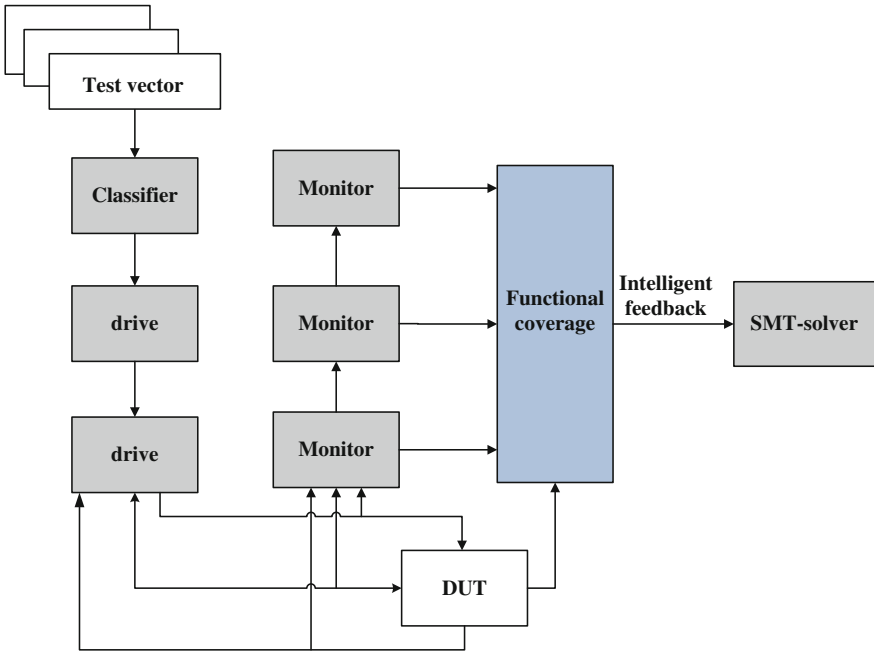 Test vector
Classifier
drive
drive
Monitor
Monitor
Monitor
Functional
coverage
Intelligent
feedback
SMT-solver
DUT